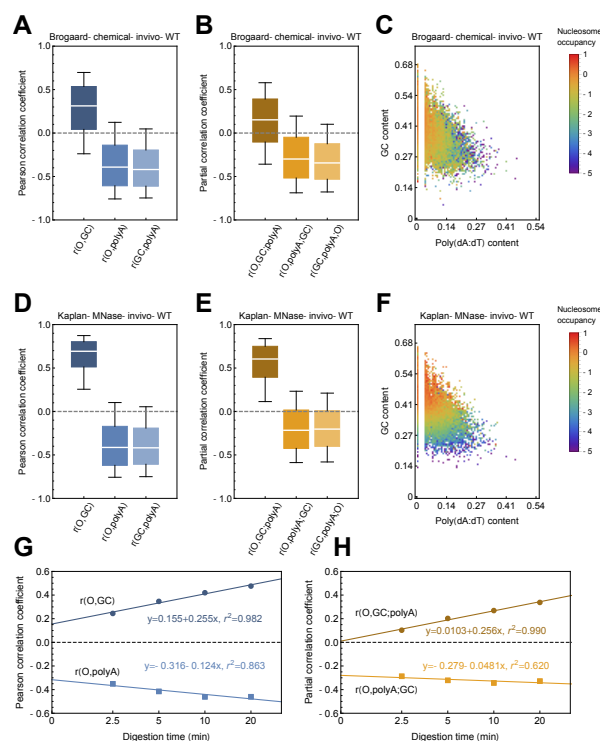 A
Brogaard- chemical- invivo- WT
Pearson correlation coefficient
1.0
0.5
0.0
- 0.5
- 1.0
r(O,GC)
r(O,polyA)
r(GC,polyA)
B
Brogaard- chemical- invivo- WT
Partial correlation coefficient
1.0
0.5
0.0
- 0.5
- 1.0
r(O,GC;polyA)
r(O,polyA;GC)
r(GC,polyA,O)
C
Brogaard- chemical- invivo- WT
GC content
0.68
0.54
0.41
0.27
0.14
0
0
0.14
0.27
0.41
0.54
Poly(dA:dT) content
Nucleosome
occupancy
1
0
- 1
- 2
- 3
- 4
- 5
D
Kaplan- MNase- invivo- WT
Pearson correlation coefficient
1.0
0.5
0.0
- 0.5
- 1.0
r(O,GC)
r(O,polyA)
r(GC,polyA)
E
Kaplan- MNase- invivo- WT
Partial correlation coefficient
1.0
0.5
0.0
- 0.5
- 1.0
r(O,GC;polyA)
r(O,polyA;GC)
r(GC,polyA,O)
F
Kaplan- MNase- invivo- WT
GC content
0.68
0.54
0.41
0.27
0.14
0
0
0.14
0.27
0.41
0.54
Poly(dA:dT) content
Nucleosome
occupancy
1
0
- 1
- 2
- 3
- 4
- 5
G
Pearson correlation coefficient
0.6
0.4
0.2
0.0
- 0.2
- 0.4
- 0.6
r(O,GC)
y=0.155+0.255x, r²=0.982
y=- 0.316- 0.124x, r²=0.863
r(O,polyA)
0
2.5
5
10
20
Digestion time (min)
H
Partial correlation coefficient
0.6
0.4
0.2
0.0
- 0.2
- 0.4
- 0.6
r(O,GC;polyA)
y=0.0103+0.256x, r²=0.990
y=- 0.279- 0.0481x, r²=0.620
r(O,polyA;GC)
0
2.5
5
10
20
Digestion time (min)